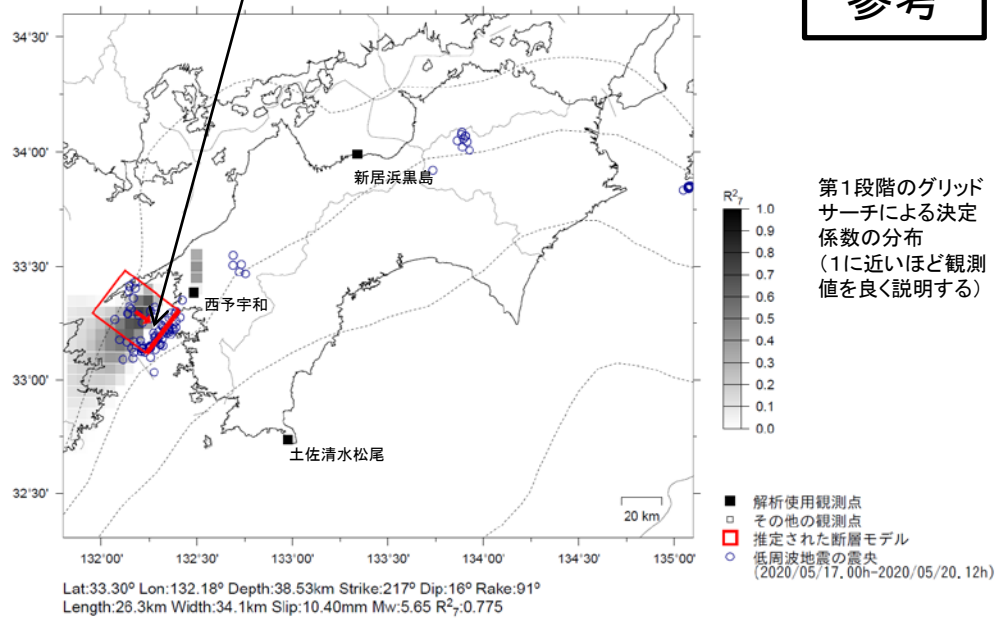 参考
34°30'
34°00'
33°30'
33°00'
32°30'
132°00'
132°30'
133°00'
133°30'
134°00'
134°30'
135°00'
新居浜黒島
西予宇和
土佐清水松尾
20 km
R²₇
1.0
0.9
0.8
0.7
0.6
0.5
0.4
0.3
0.2
0.1
0.0
第1段階のグリッド
サーチによる決定
係数の分布
(1に近いほど観測
値を良く説明する)
解析使用観測点
その他の観測点
推定された断層モデル
低周波地震の震央
(2020/05/17.00h-2020/05/20.12h)
Lat:33.30º Lon:132.18º Depth:38.53km Strike:217º Dip:16º Rake:91º
Length:26.3km Width:34.1km Slip:10.40mm Mw:5.65 R²₇:0.775